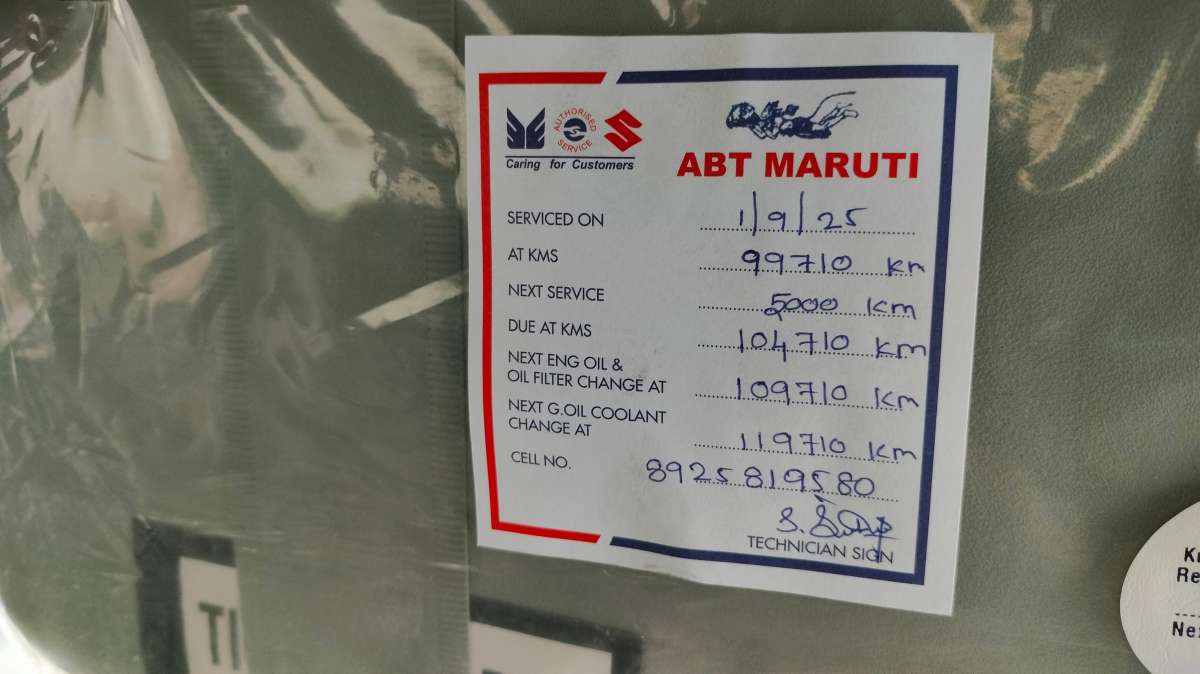 AUTHORISED SERVICE
Caring for Customers
ABT MARUTI
SERVICED ON 1/9/25
AT KMS 99710 km
NEXT SERVICE 5000 km
DUE AT KMS 104710 km
NEXT ENG OIL &
OIL FILTER CHANGE AT 109710 km
NEXT G.OIL COOLANT
CHANGE AT 119710 km
CELL NO. 8925819580
TECHNICIAN SIGN